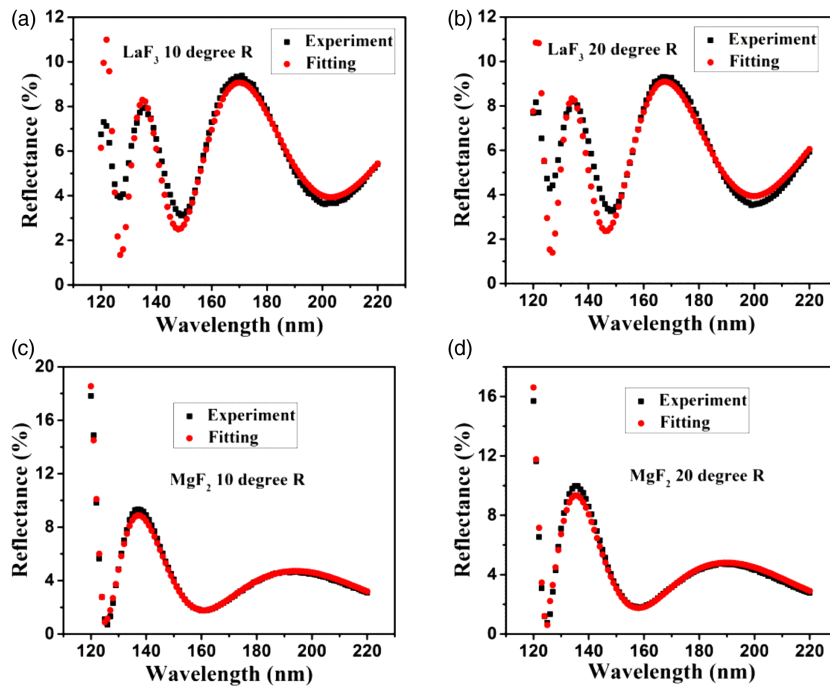 (a)
12
10
8
6
4
2
0
Reflectance (%)
LaF3 10 degree R
Experiment
Fitting
120 140 160 180 200 220
Wavelength (nm)
(b)
12
10
8
6
4
2
0
Reflectance (%)
LaF3 20 degree R
Experiment
Fitting
120 140 160 180 200 220
Wavelength (nm)
(c)
20
16
12
8
4
0
Reflectance (%)
Experiment
Fitting
MgF2 10 degree R
120 140 160 180 200 220
Wavelength (nm)
(d)
16
12
8
4
0
Reflectance (%)
Experiment
Fitting
MgF2 20 degree R
120 140 160 180 200 220
Wavelength (nm)